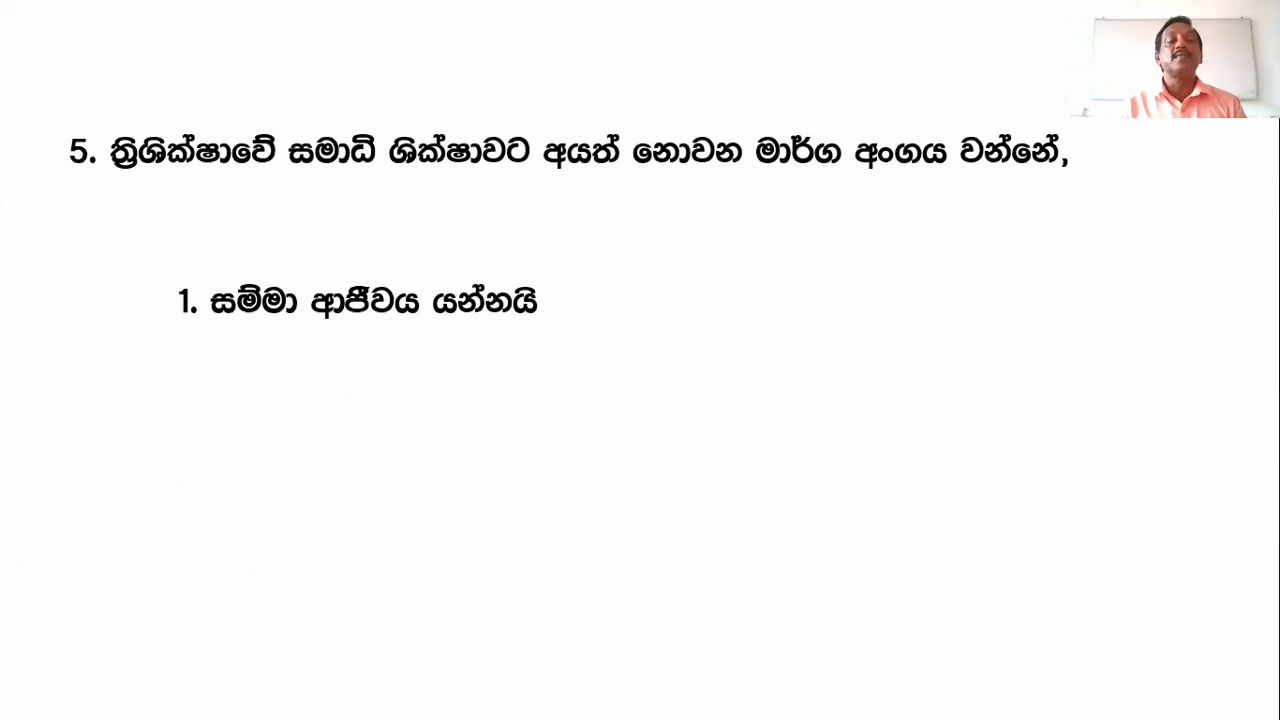 5. ත්‍රිශික්ෂාවේ සමාධි ශික්ෂාවට අයත් නොවන මාර්ග අංගය වන්නේ,
1. සම්මා ආජීවය යන්නයි